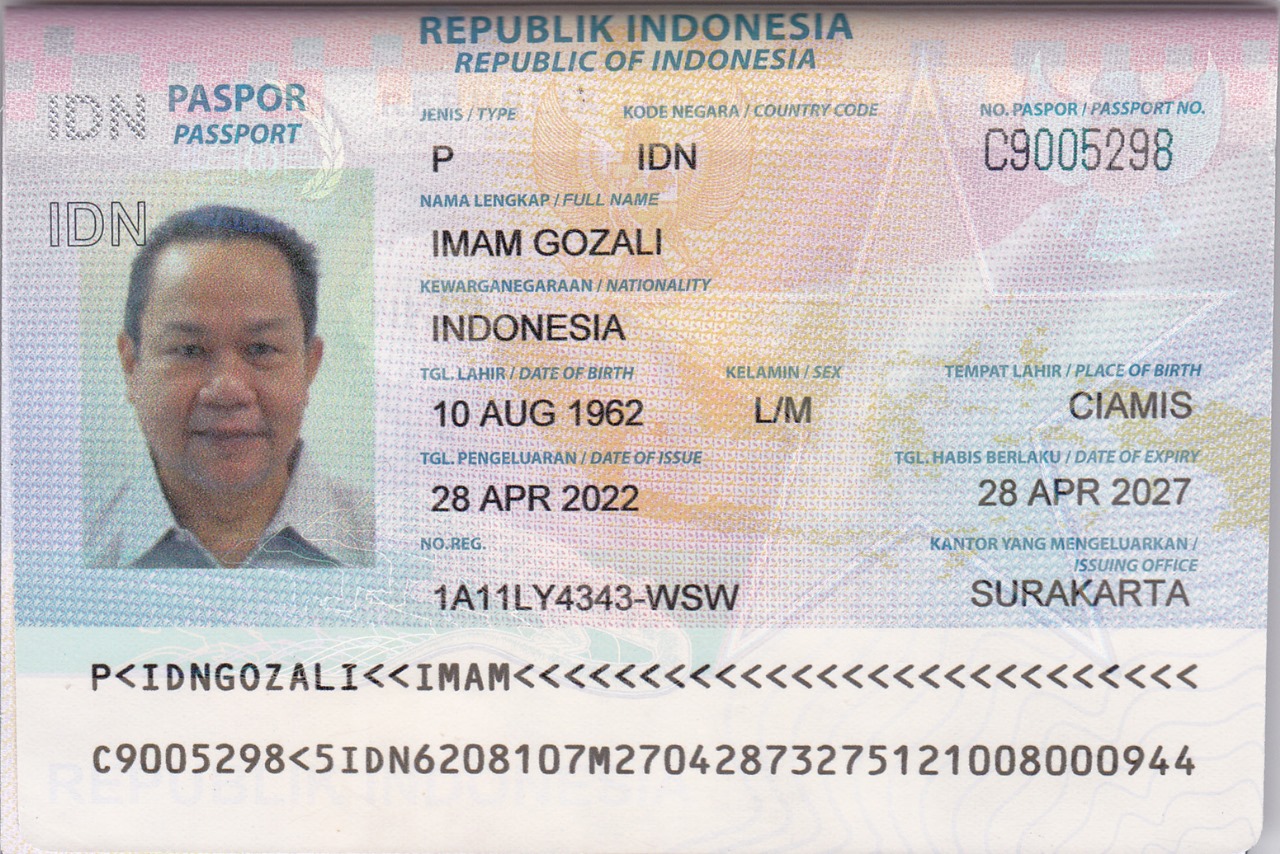 REPUBLIK INDONESIA
REPUBLIC OF INDONESIA
IDN
PASPOR
PASSPORT
JENIS / TYPE KODE NEGARA / COUNTRY CODE NO. PASPOR / PASSPORT NO.
P IDN C9005298
IDN
NAMA LENGKAP / FULL NAME
IMAM GOZALI
KEWARGANEGARAAN / NATIONALITY
INDONESIA
TGL. LAHIR / DATE OF BIRTH KELAMIN / SEX TEMPAT LAHIR / PLACE OF BIRTH
10 AUG 1962 L/M CIAMIS
TGL. PENGELUARAN / DATE OF ISSUE TGL. HABIS BERLAKU / DATE OF EXPIRY
28 APR 2022 28 APR 2027
NO. REG. KANTOR YANG MENGELUARKAN /
ISSUING OFFICE
1A11LY4343-WSW SURAKARTA
P<IDNGOZALI<<IMAM<<<<<<<<<<<<<<<<<<<<<<<<<<<
C9005298<5IDN6208107M27042873275121008000944
REPUBLIK INDONESIA